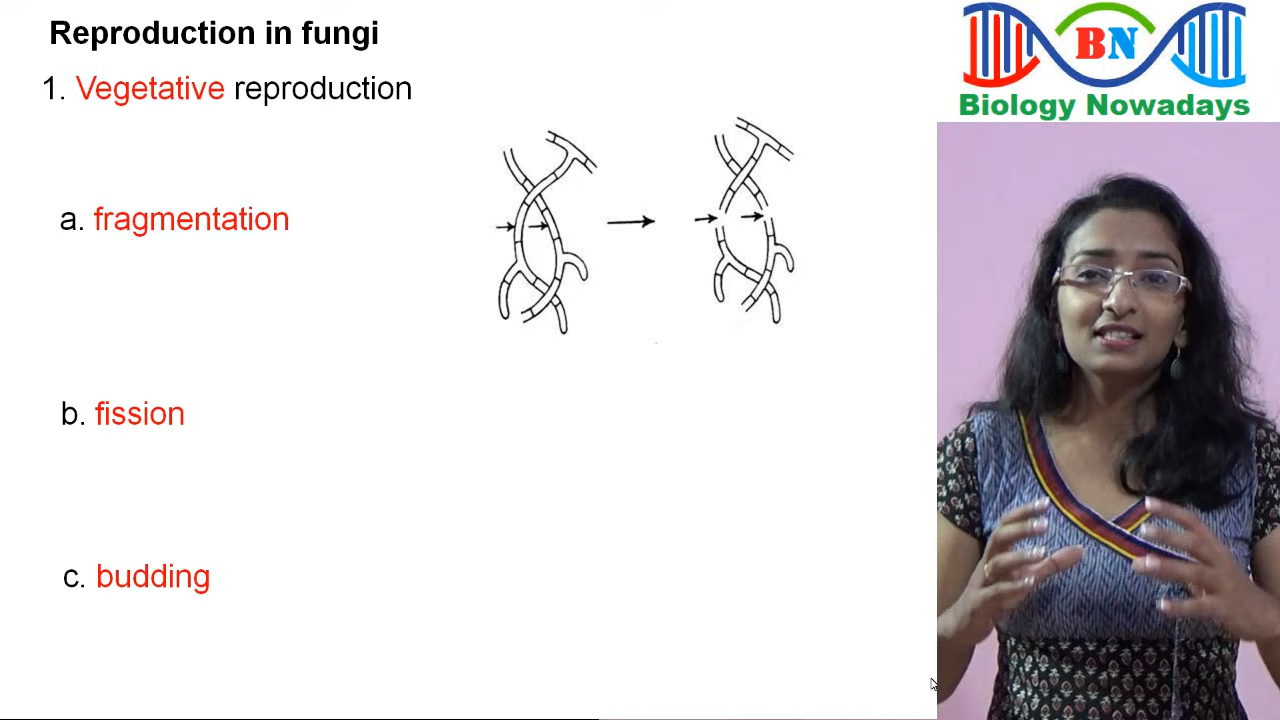 Reproduction in fungi
1. Vegetative reproduction
a. fragmentation
b. fission
c. budding
BN
Biology Nowadays